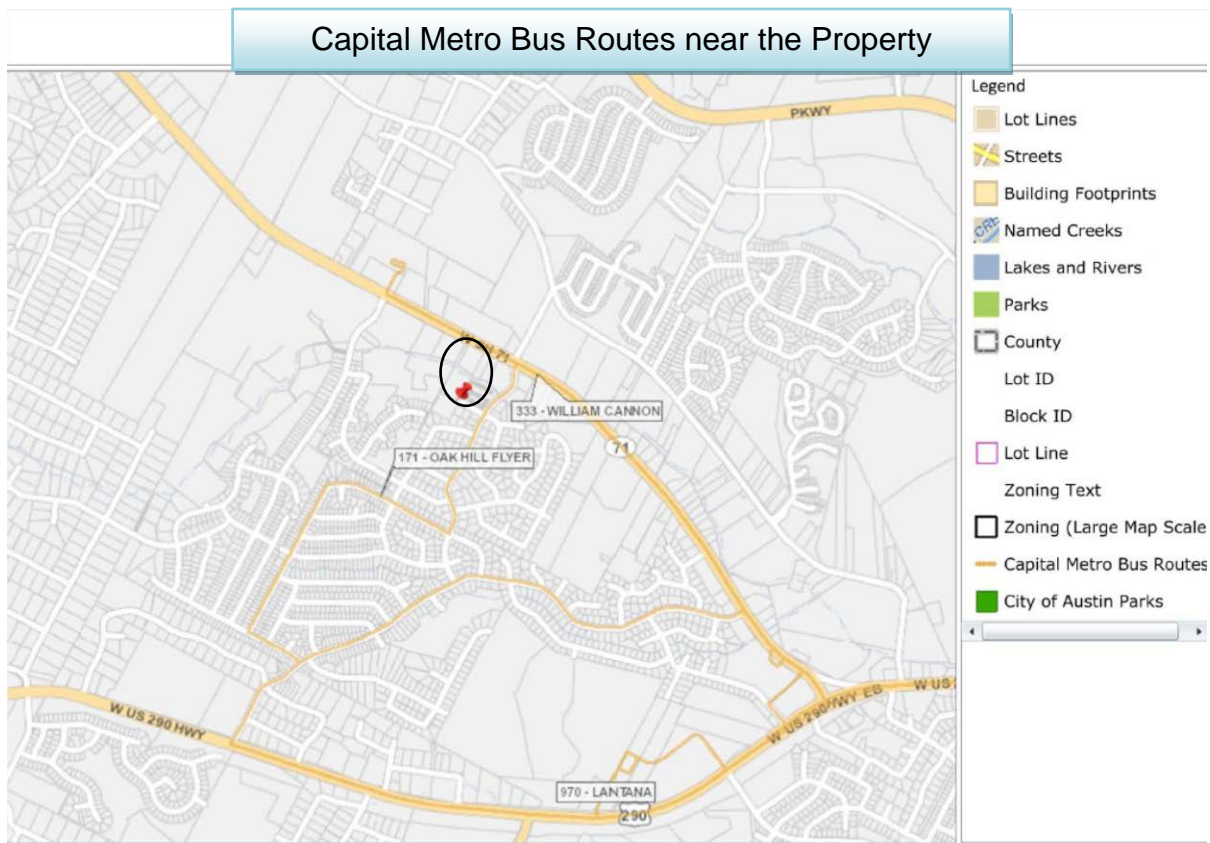 Capital Metro Bus Routes near the Property
PKWY
71
333 - WILLIAM CANNON
171 - OAK HILL FLYER
71
W US 290 HWY
W US 290 HWY EB
W US
970 - LANTANA
290
Legend
Lot Lines
Streets
Building Footprints
CRE
Named Creeks
Lakes and Rivers
Parks
County
Lot ID
Block ID
Lot Line
Zoning Text
Zoning (Large Map Scale
Capital Metro Bus Routes
City of Austin Parks